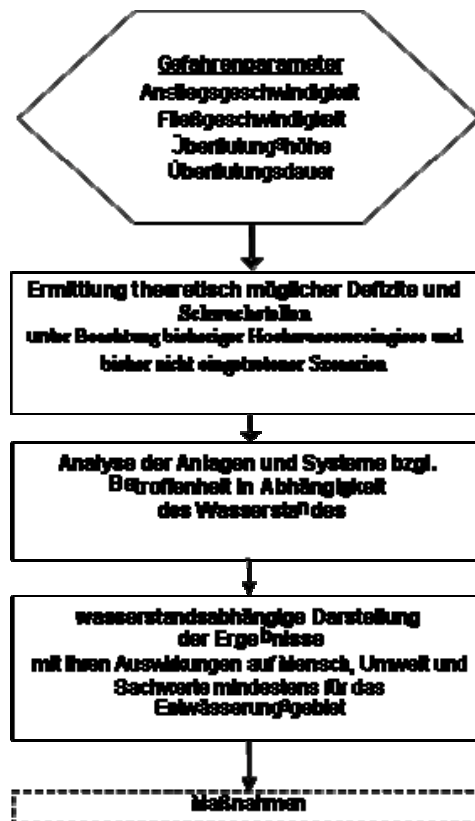 Gefahrenparameter
Anstiegsgeschwindigkeit
Fließgeschwindigkeit
Überflutungshöhe
Überflutungsdauer
Ermittlung theoretisch möglicher Defizite und
Schwachstellen
unter Beachtung bisheriger Hochwasserereignisse und
bisher nicht eingetretener Szenarien
Analyse der Anlagen und Systeme bzgl.
Betroffenheit in Abhängigkeit
des Wasserstandes
wasserstandsabhängige Darstellung
der Ergebnisse
mit ihren Auswirkungen auf Mensch, Umwelt und
Sachwerte mindestens für das
Entwässerungsgebiet
Maßnahmen